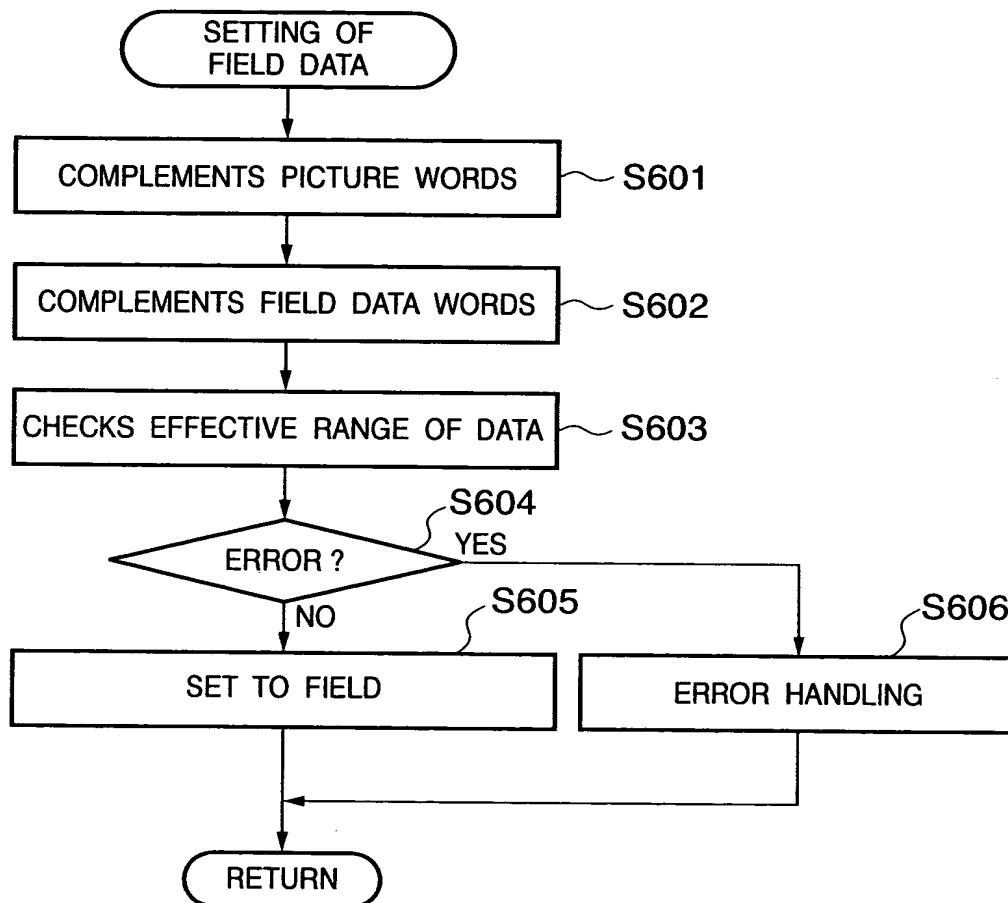 SETTING OF
FIELD DATA
COMPLEMENTS PICTURE WORDS
S601
COMPLEMENTS FIELD DATA WORDS
S602
CHECKS EFFECTIVE RANGE OF DATA
S603
S604
ERROR ?
YES
NO
S605
S606
SET TO FIELD
ERROR HANDLING
RETURN